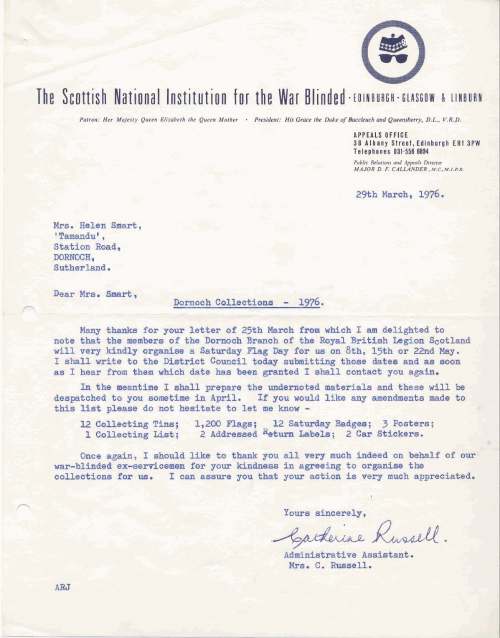 The Scottish National Institution for the War Blinded · EDINBURGH · GLASGOW & LINBURN
Patron: Her Majesty Queen Elizabeth the Queen Mother · President: His Grace the Duke of Buccleuch and Queensberry, D.L., V.R.D.
APPEALS OFFICE
38 Albany Street, Edinburgh EH1 3PW
Telephones 031-556 6804
Public Relations and Appeals Director
MAJOR D. F. CALLANDER, M.C., M.I.P.R.
29th March, 1976.
Mrs. Helen Smart,
'Tamandu',
Station Road,
DORNOCH,
Sutherland.
Dear Mrs. Smart,
Dornoch Collections - 1976.
Many thanks for your letter of 25th March from which I am delighted to
note that the members of the Dornoch Branch of the Royal British Legion Scotland
will very kindly organise a Saturday Flag Day for us on 8th, 15th or 22nd May.
I shall write to the District Council today submitting those dates and as soon
as I hear from them which date has been granted I shall contact you again.
In the meantime I shall prepare the undernoted materials and these will be
despatched to you sometime in April. If you would like any amendments made to
this list please do not hesitate to let me know -
12 Collecting Tins; 1,200 Flags; 12 Saturday Badges; 3 Posters;
1 Collecting List; 2 Addressed Return Labels; 2 Car Stickers.
Once again, I should like to thank you all very much indeed on behalf of our
war-blinded ex-servicemen for your kindness in agreeing to organise the
collections for us. I can assure you that your action is very much appreciated.
Yours sincerely,
Catherine Russell.
Administrative Assistant.
Mrs. C. Russell.
ARJ